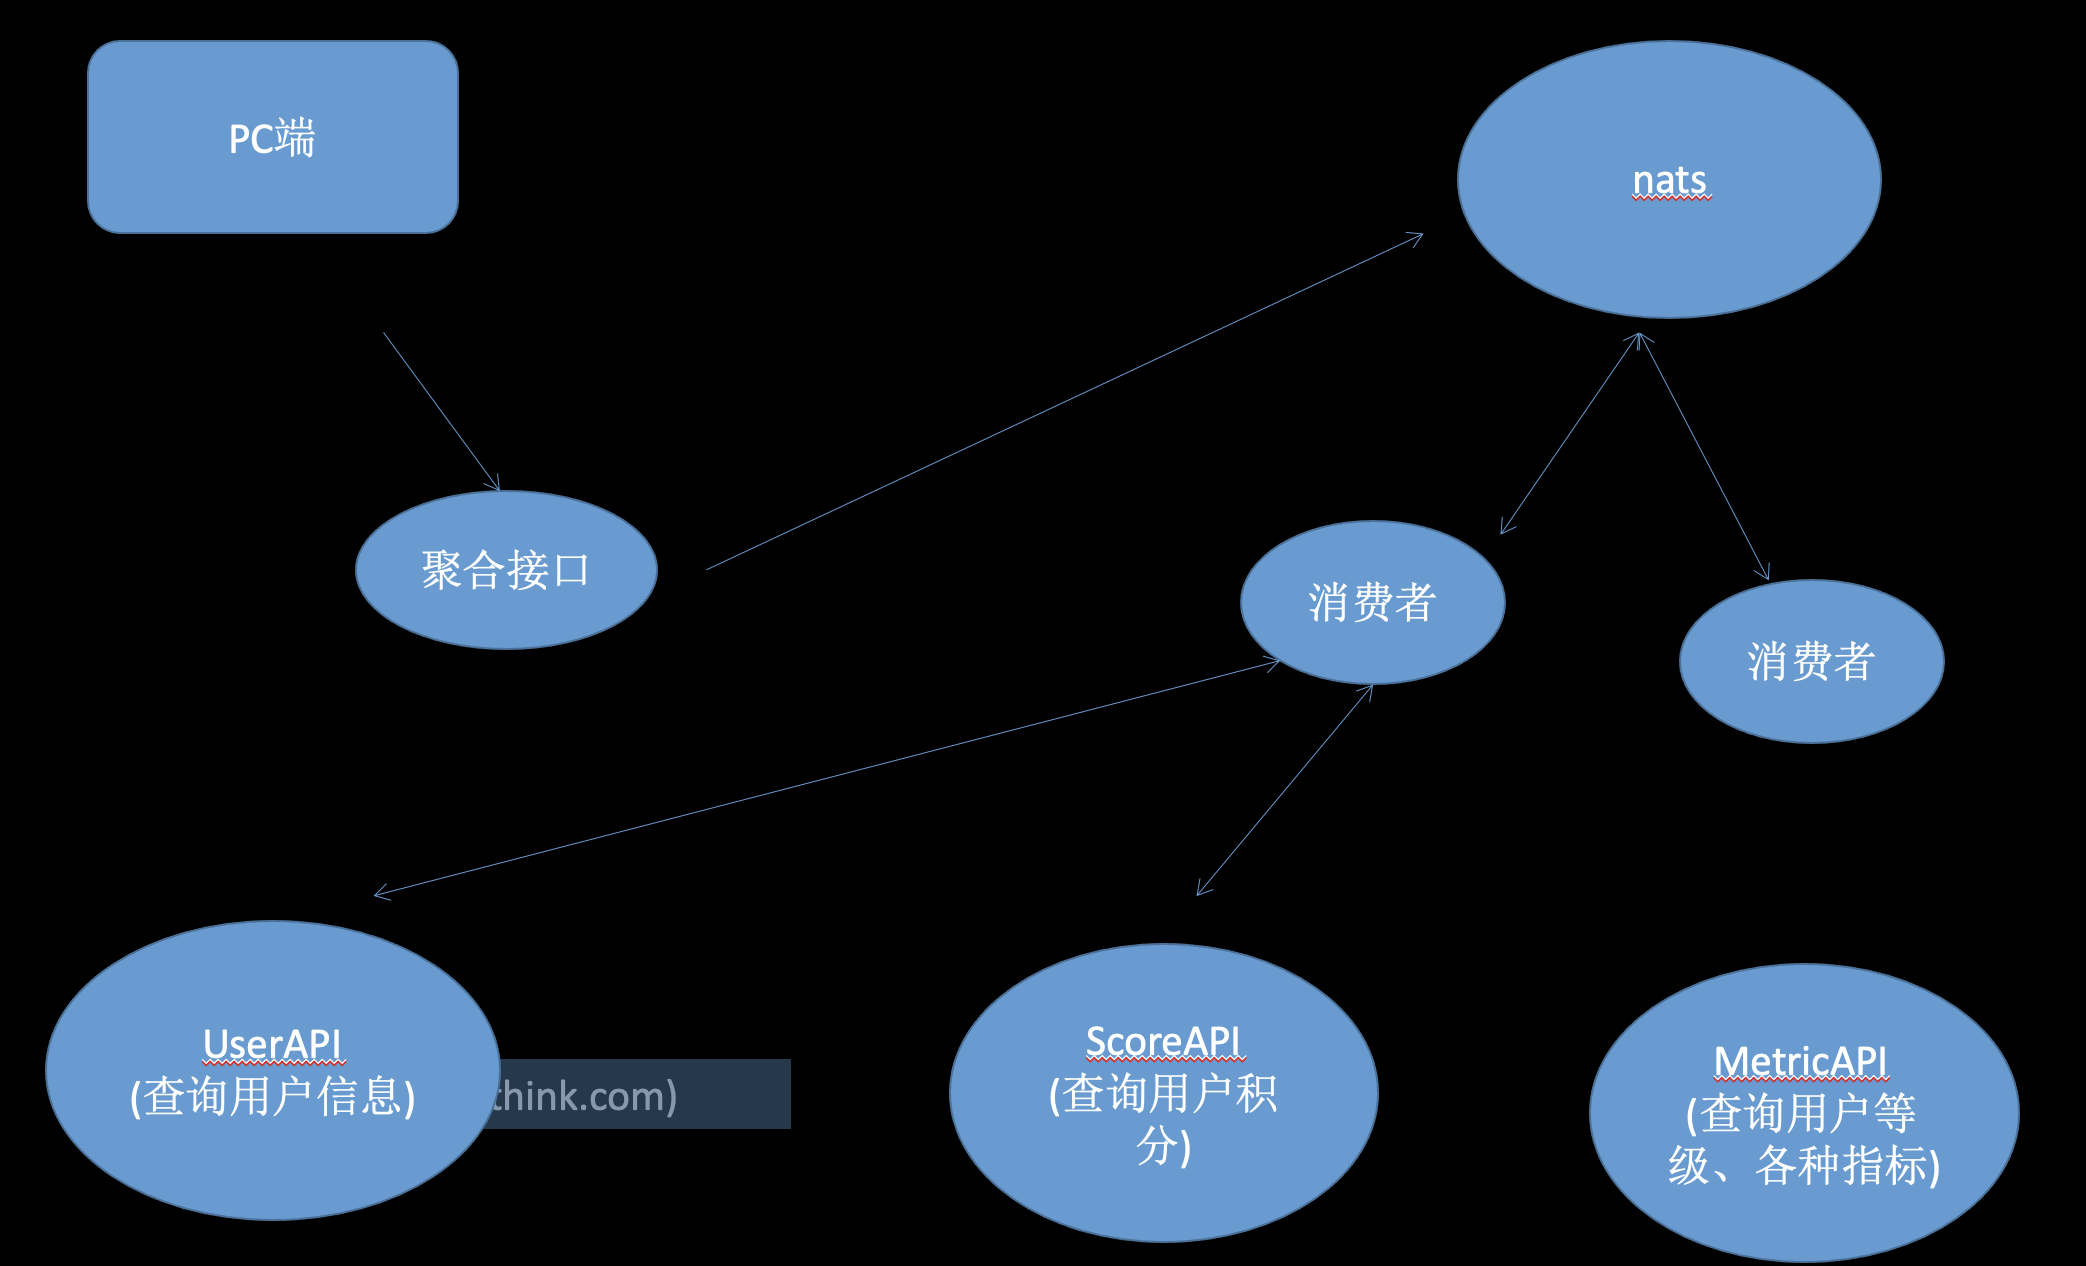 PC端
nats
聚合接口
消费者
消费者
UserAPI
(查询用户信息)
think.com)
ScoreAPI
(查询用户积
分)
MetricAPI
(查询用户等
级、各种指标)